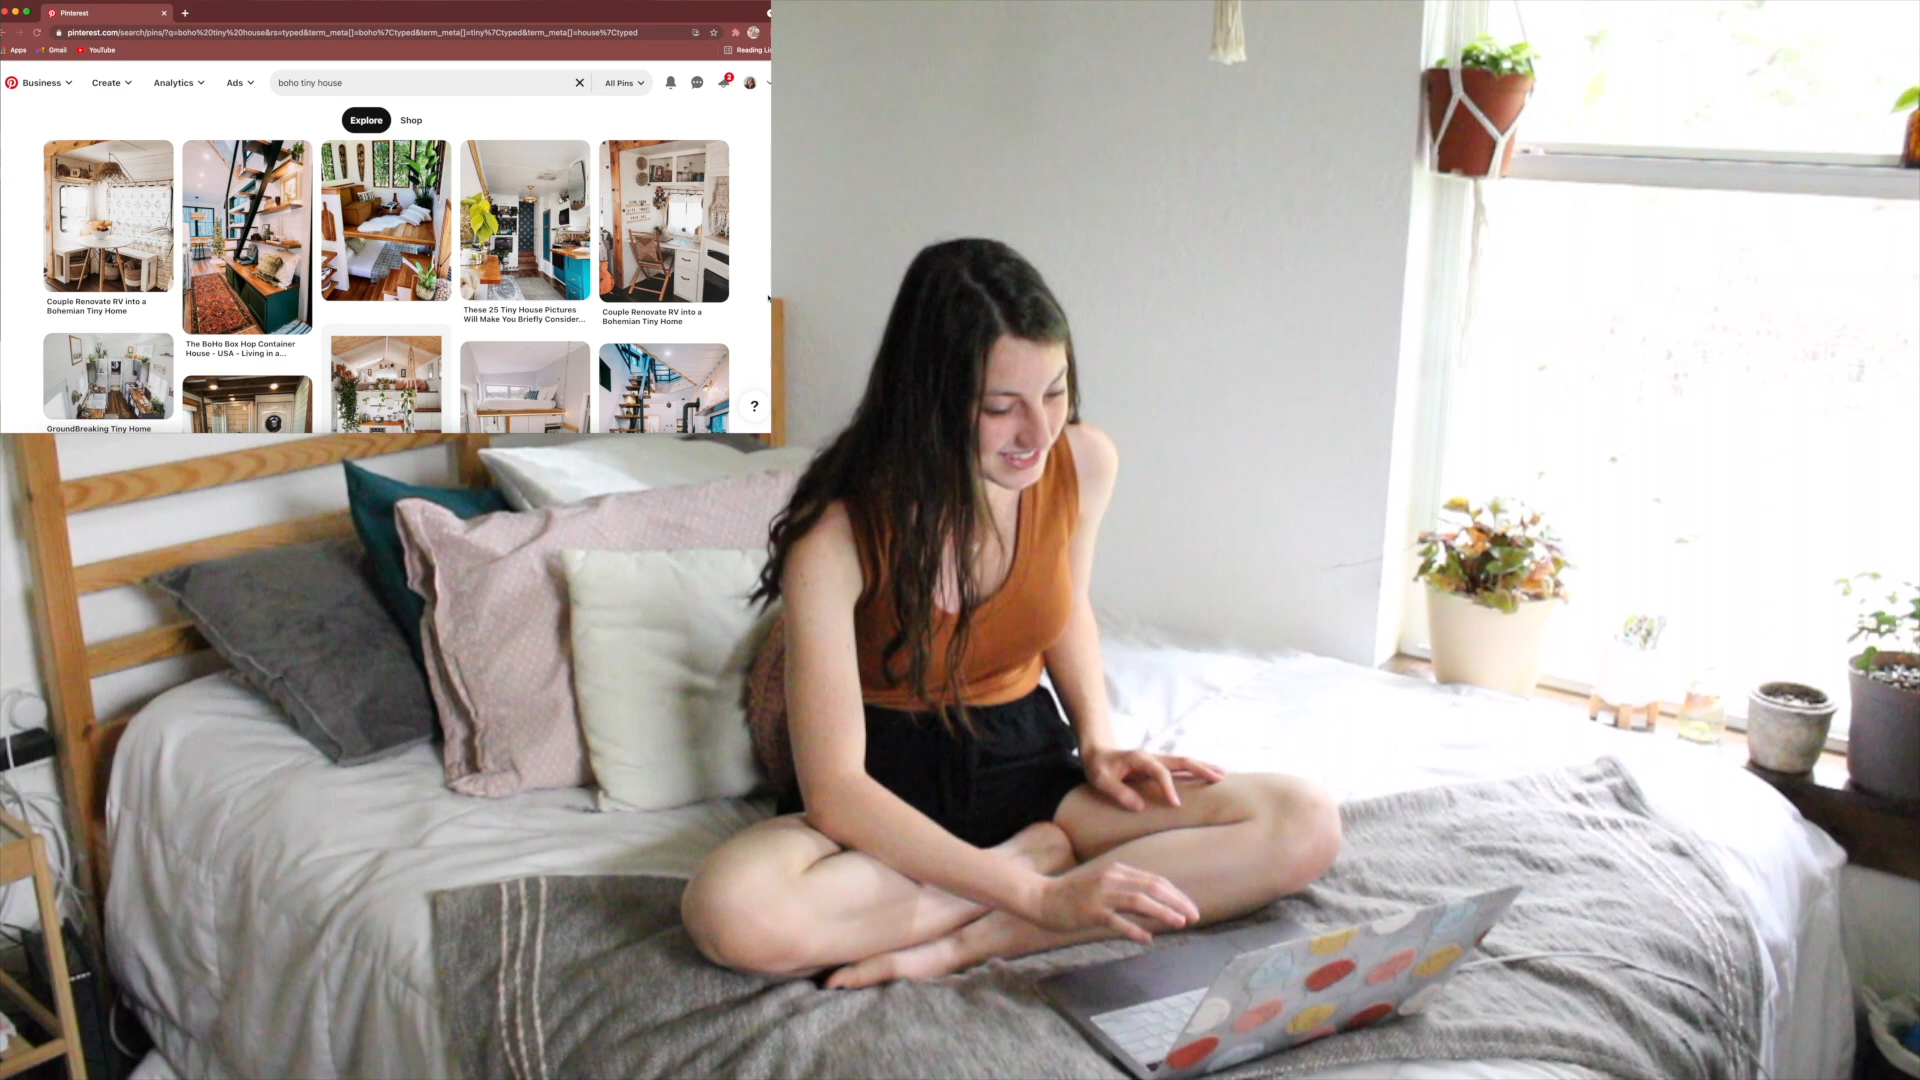 Pinterest
pinterest.com/search/pins/?q=boho%20tiny%20house&rs=typed&term_meta[]=boho%7Ctyped&term_meta[]=tiny%7Ctyped&term_meta[]=house%7Ctyped
Apps Gmail YouTube Reading Li
Business Create Analytics Ads boho tiny house All Pins 2
Explore Shop
Couple Renovate RV into a
Bohemian Tiny Home
The BoHo Box Hop Container
House - USA - Living in a...
These 25 Tiny House Pictures
Will Make You Briefly Consider...
Couple Renovate RV into a
Bohemian Tiny Home
GroundBreaking Tiny Home
?